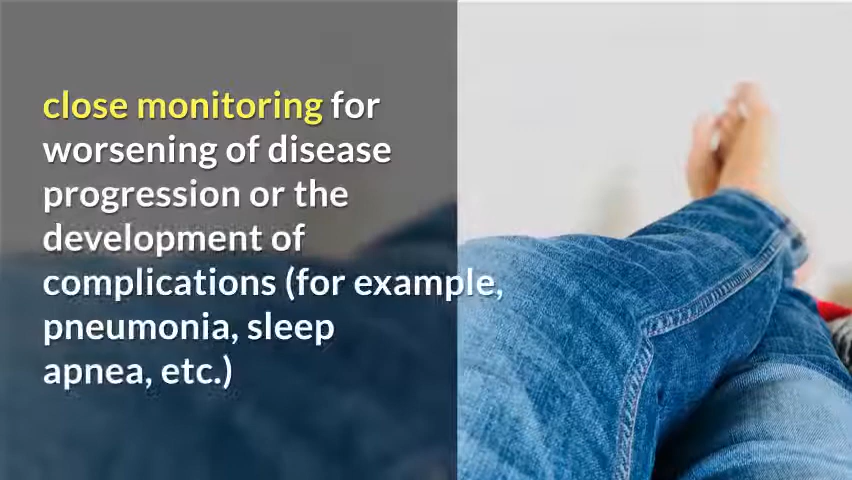 close monitoring for
worsening of disease
progression or the
development of
complications (for example,
pneumonia, sleep
apnea, etc.)